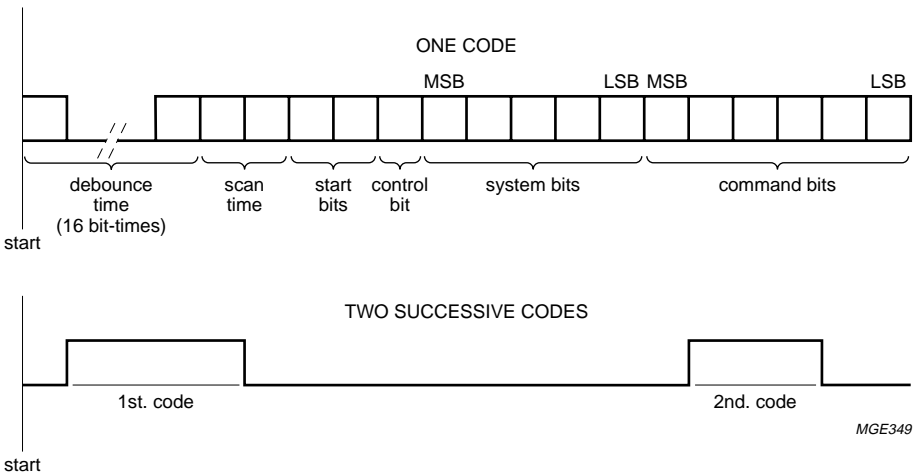 ONE CODE
MSB LSB MSB LSB
debounce time (16 bit-times)
scan time
start bits
control bit
system bits
command bits
start
TWO SUCCESSIVE CODES
1st. code
2nd. code
MGE349
start